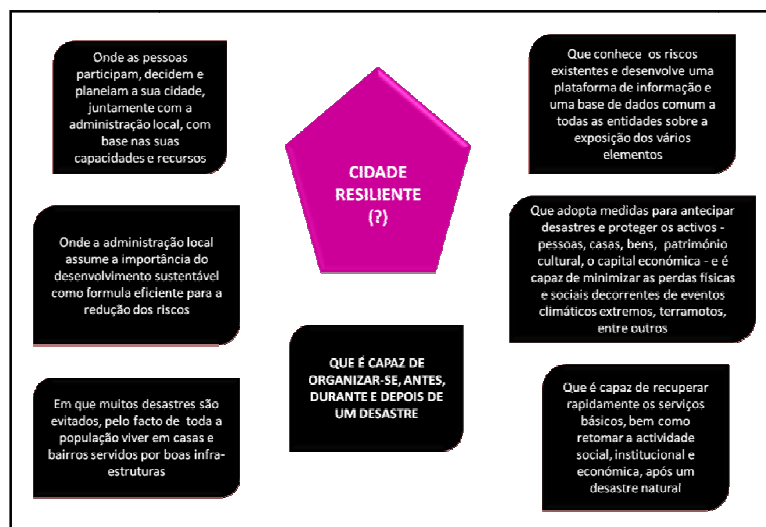 Onde as pessoas
participam, decidem e
planeiam a sua cidade,
juntamente com a
administração local, com
base nas suas
capacidades e recursos
Onde a administração local
assume a importância do
desenvolvimento sustentável
como formula eficiente para a
redução dos riscos
Em que muitos desastres são
evitados, pelo facto de toda a
população viver em casas e
bairros servidos por boas infra-
estruturas
CIDADE
RESILIENTE
(?)
QUE É CAPAZ DE
ORGANIZAR-SE, ANTES,
DURANTE E DEPOIS DE
UM DESASTRE
Que conhece os riscos
existentes e desenvolve uma
plataforma de informação e
uma base de dados comum a
todas as entidades sobre a
exposição dos vários
elementos
Que adopta medidas para antecipar
desastres e proteger os activos -
pessoas, casas, bens, património
cultural, o capital económica - e é
capaz de minimizar as perdas físicas
e sociais decorrentes de eventos
climáticos extremos, terramotos,
entre outros
Que é capaz de recuperar
rapidamente os serviços
básicos, bem como
retomar a actividade
social, institucional e
económica, após um
desastre natural